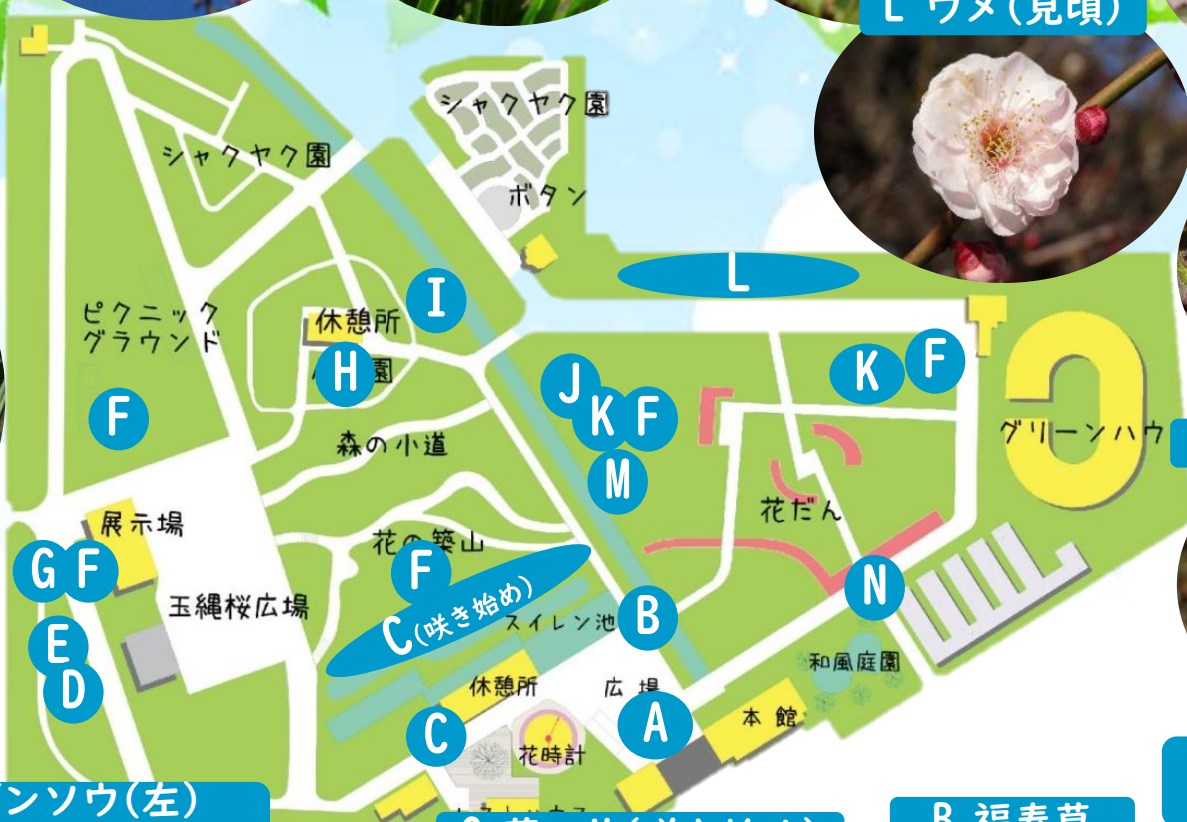 L ウメ(見頃)
シャクヤク園
シャクヤク園
ボタン
L
I
ピクニック
グラウンド
休憩所
H
園
K
F
J
K
F
F
グリーンハウ
森の小道
M
花だん
展示場
花の築山
G
F
F
N
C(咲き始め)
玉縄桜広場
スイレン池
B
E
D
和風庭園
休憩所
広場
A
本館
C
花時計
ンソウ(左)
B 福寿草